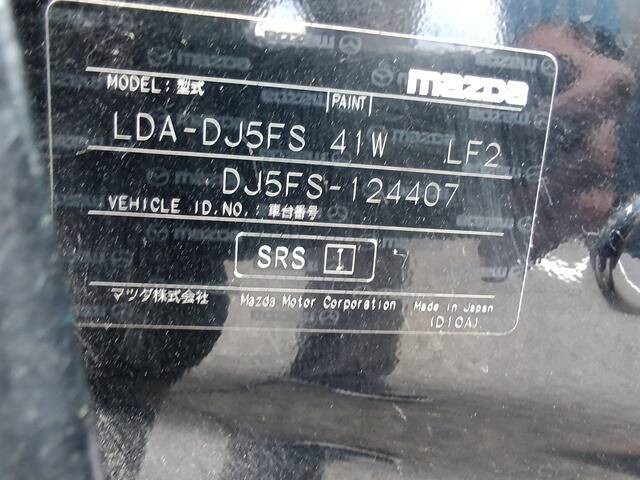 mazda
MODEL : 型式
PAINT
LDA-DJ5FS 41W LF2
DJ5FS-124407
VEHICLE ID.NO. : 車台番号
SRS I
マツダ株式会社 Mazda Motor Corporation Made in Japan
(D10A)